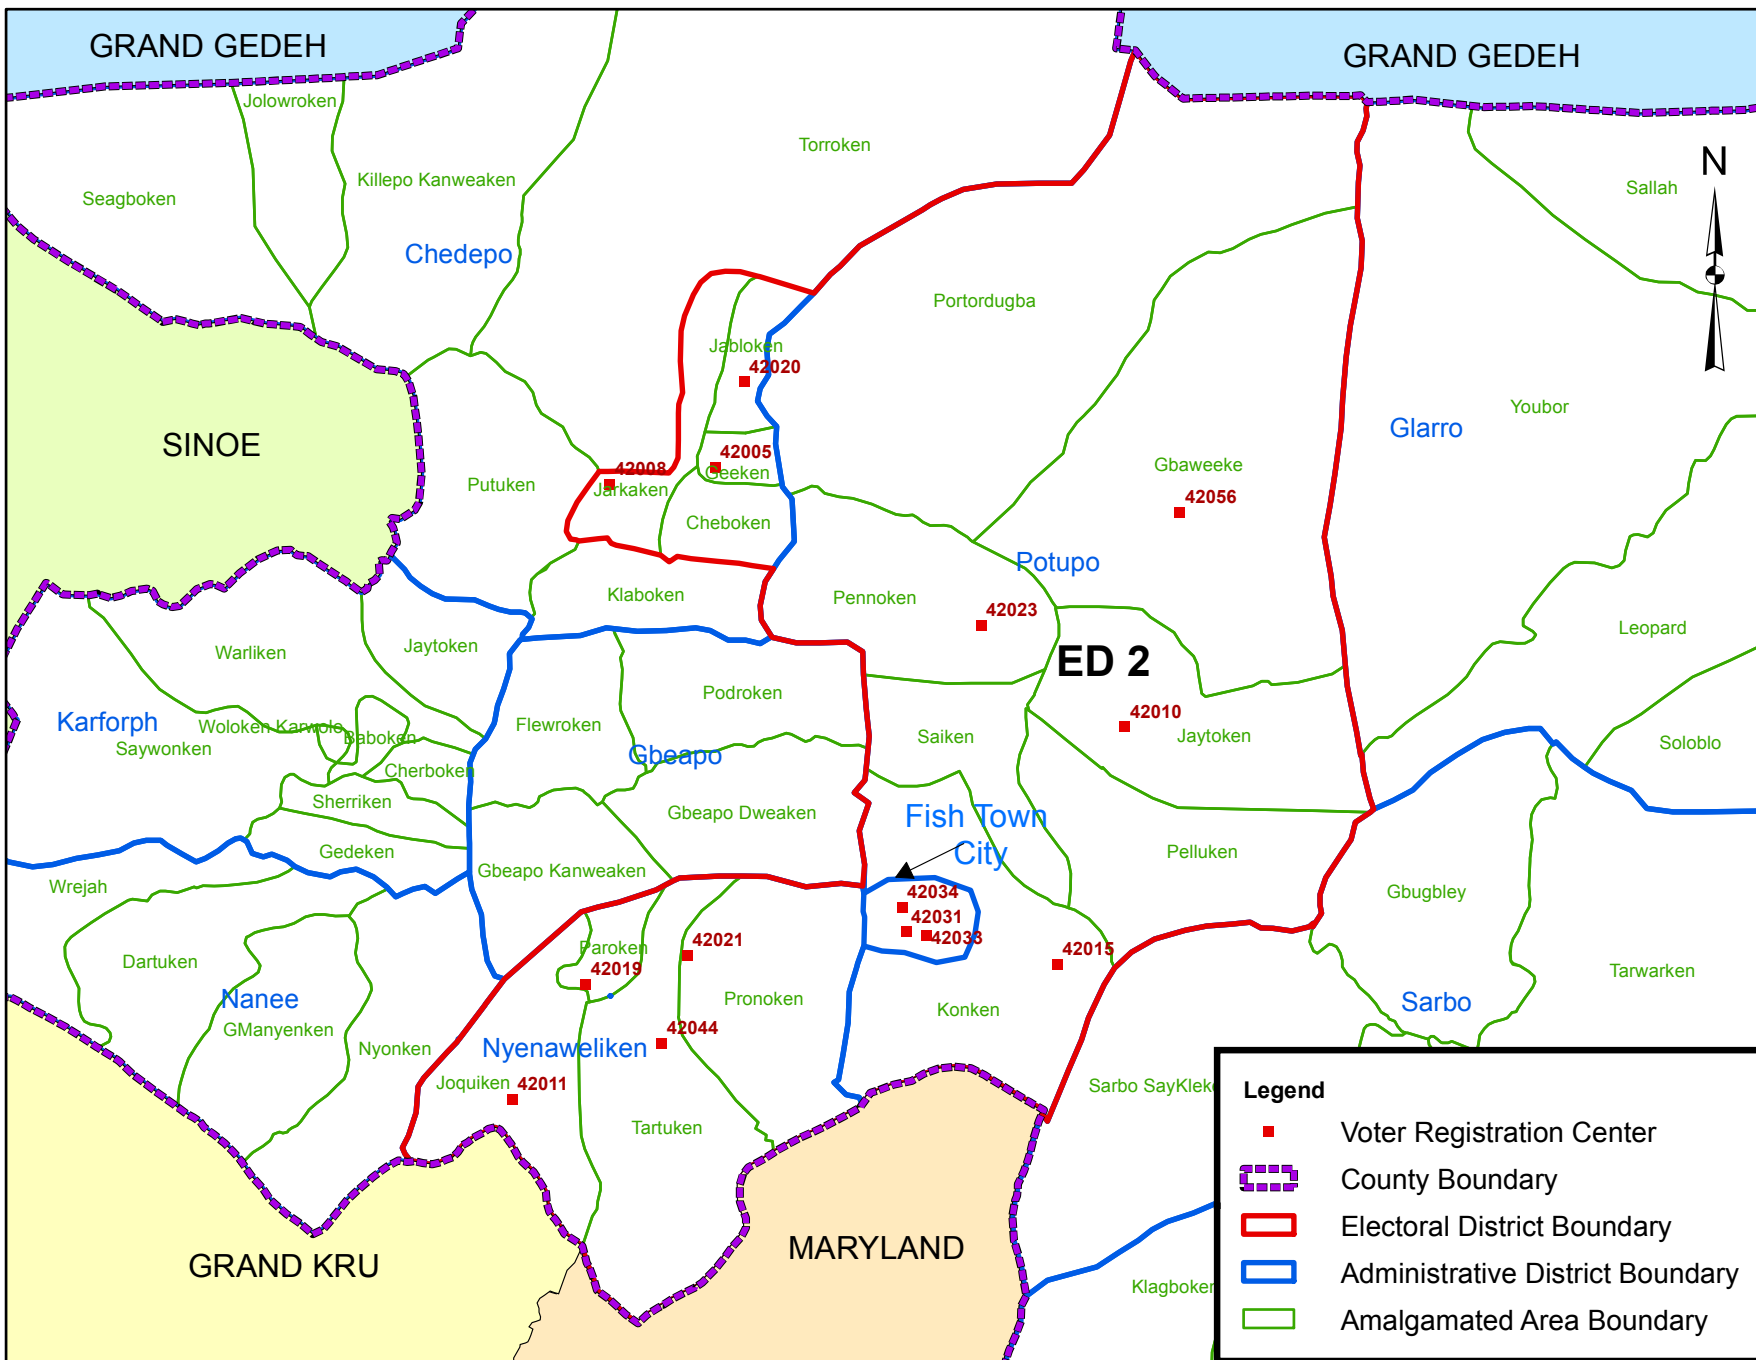 GRAND GEDEH
GRAND GEDEH
Jolowroken
Torroken
Killepo Kanweaken
Seagboken
N
Sallah
Chedepo
Portordugba
Jabloken
42020
Youbor
Glarro
SINOE
42005
42008
Geeken
Gbaweeke
Putuken
Jarkaken
42056
Cheboken
Potupo
Klaboken
Pennoken
42023
Leopard
Warliken
Jaytoken
ED 2
Podroken
Karforph
Woloken Karwolo
Flewroken
42010
Saywonken
Baboken
Gbeapo
Saiken
Jaytoken
Soloblo
Cherboken
Sherriken
Gbeapo Dweaken
Fish Town
City
Gedeken
Gbeapo Kanweaken
Pelluken
Wrejah
Gbugbley
42034
42031
42033
Paroken
42021
42015
Dartuken
42019
Tarwarken
Nanee
Pronoken
Konken
Sarbo
GManyenken
42044
Nyonken
Nyenaweliken
Joquiken
42011
Sarbo SayKleke
Tartuken
Legend
Voter Registration Center
County Boundary
Electoral District Boundary
Administrative District Boundary
Amalgamated Area Boundary
MARYLAND
GRAND KRU
Klagboken